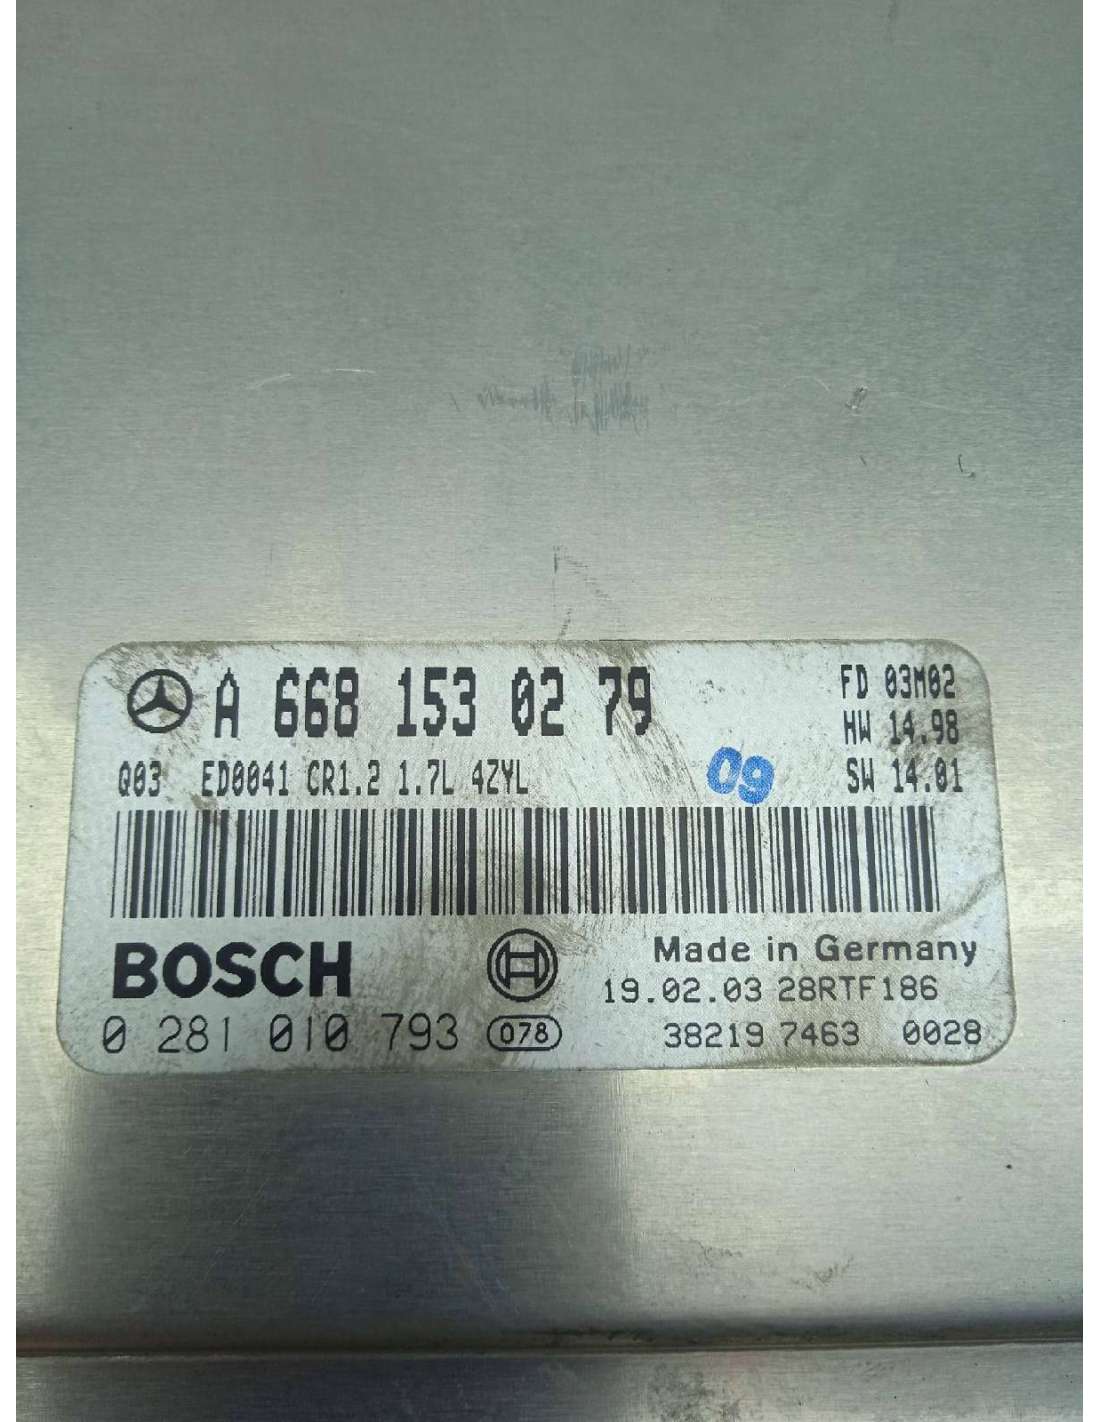 A 668 153 02 79
FD 03M02
HW 14.98
Q03 ED0041 CR1.2 1.7L 4ZYL
09
SW 14.01
BOSCH
Made in Germany
19.02.03 28RTF186
0 281 010 793 078
38219 7463 0028